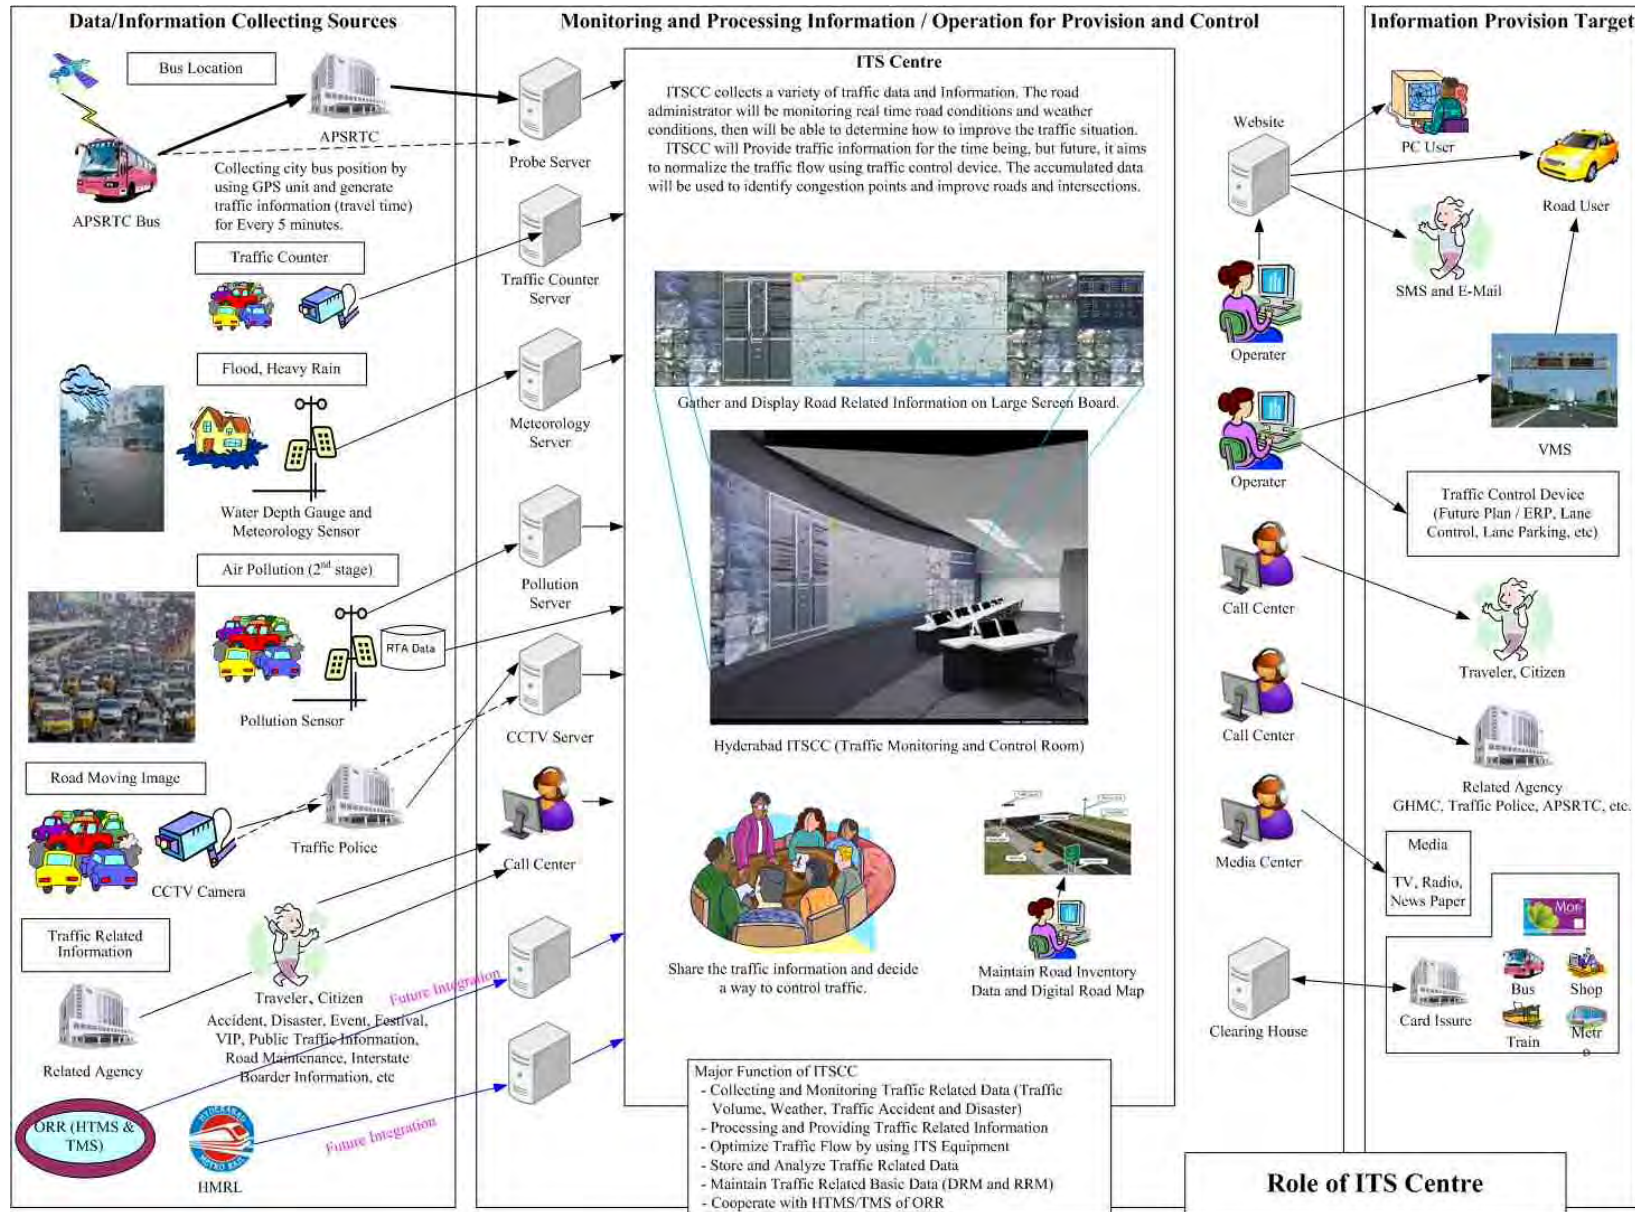 Data/Information Collecting Sources
Bus Location
APSRTC
APSRTC Bus
Collecting city bus position by
using GPS unit and generate
traffic information (travel time)
for Every 5 minutes.
Traffic Counter
Flood, Heavy Rain
Water Depth Gauge and
Meteorology Sensor
Air Pollution (2nd stage)
RTA Data
Pollution Sensor
Road Moving Image
Traffic Police
CCTV Camera
Traffic Related
Information
Traveler, Citizen
Accident, Disaster, Event, Festival,
VIP, Public Traffic Information,
Road Maintenance, Interstate
Boarder Information, etc
Related Agency
ORR (HTMS &
TMS)
HYDERABAD
METRO RAIL
HMRL
Future Integration
Future Integration
Monitoring and Processing Information / Operation for Provision and Control
Probe Server
Traffic Counter
Server
Meteorology
Server
Pollution
Server
CCTV Server
Call Center
ITS Centre
ITSCC collects a variety of traffic data and Information. The road
administrator will be monitoring real time road conditions and weather
conditions, then will be able to determine how to improve the traffic situation.
ITSCC will Provide traffic information for the time being, but future, it aims
to normalize the traffic flow using traffic control device. The accumulated data
will be used to identify congestion points and improve roads and intersections.
Gather and Display Road Related Information on Large Screen Board.
Hyderabad ITSCC (Traffic Monitoring and Control Room)
Share the traffic information and decide
a way to control traffic.
Maintain Road Inventory
Data and Digital Road Map
Major Function of ITSCC
- Collecting and Monitoring Traffic Related Data (Traffic
Volume, Weather, Traffic Accident and Disaster)
- Processing and Providing Traffic Related Information
- Optimize Traffic Flow by using ITS Equipment
- Store and Analyze Traffic Related Data
- Maintain Traffic Related Basic Data (DRM and RRM)
- Cooperate with HTMS/TMS of ORR
Website
Operater
Operater
Call Center
Call Center
Media Center
Clearing House
Information Provision Target
PC User
Road User
SMS and E-Mail
VMS
Traffic Control Device
(Future Plan / ERP, Lane
Control, Lane Parking, etc)
Traveler, Citizen
Related Agency
GHMC, Traffic Police, APSRTC, etc.
Media
TV, Radio,
News Paper
More
Bus
Shop
Card Issure
Train
Metr
o
Role of ITS Centre